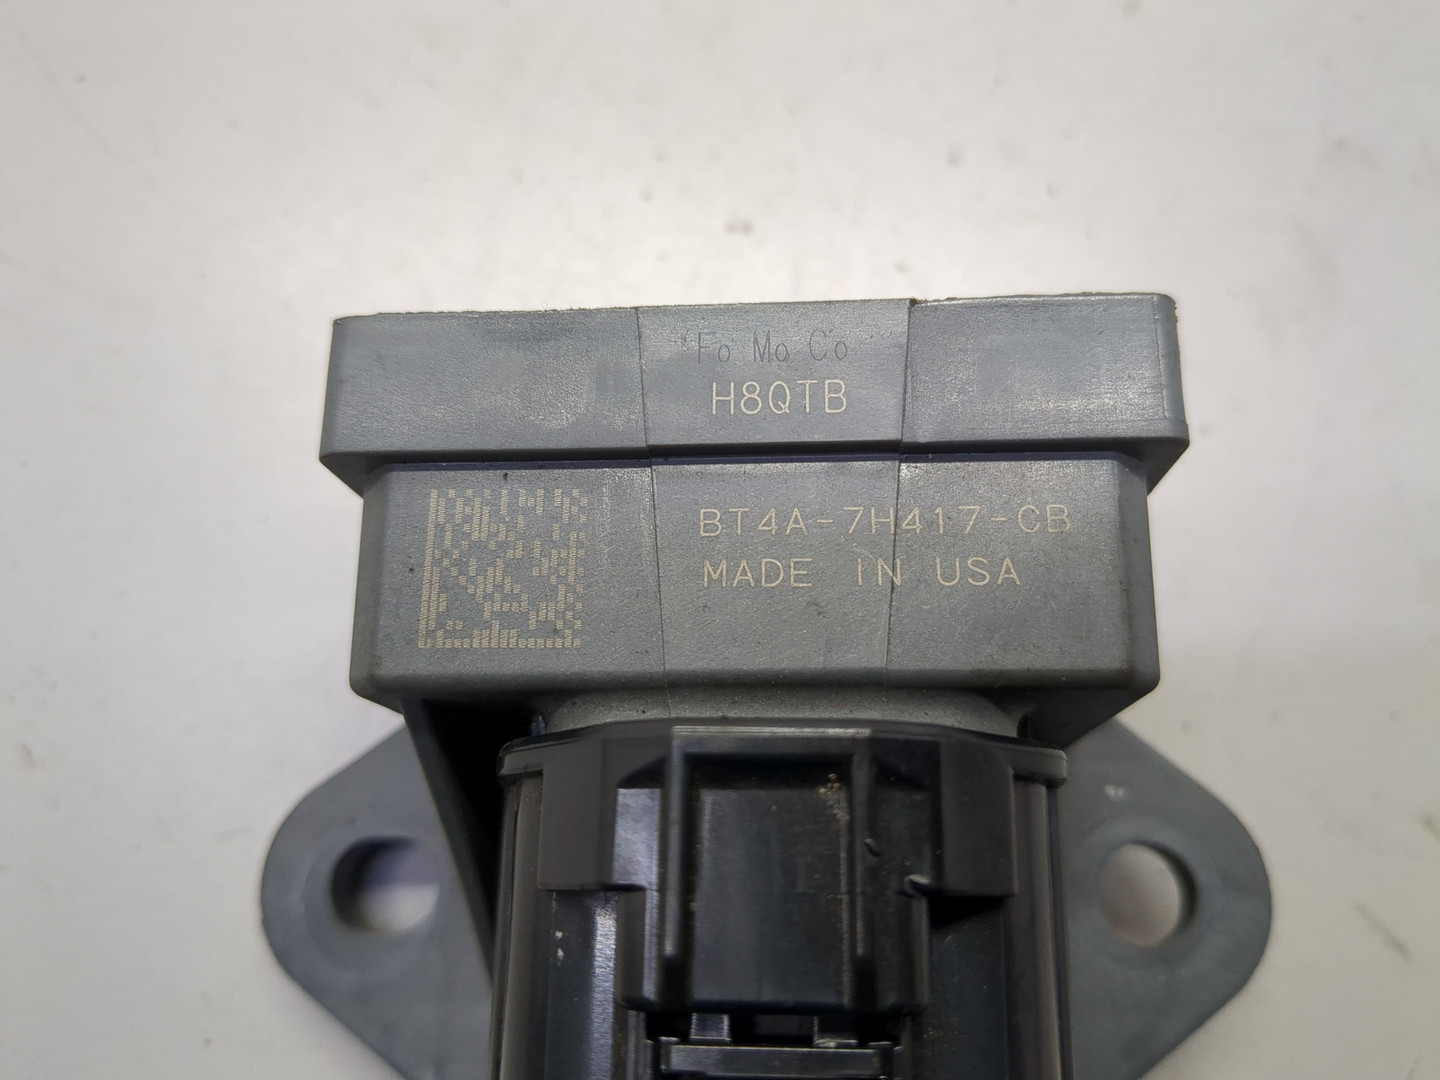 Fo Mo Co
H8QTB
BT4A-7H417-CB
MADE IN USA